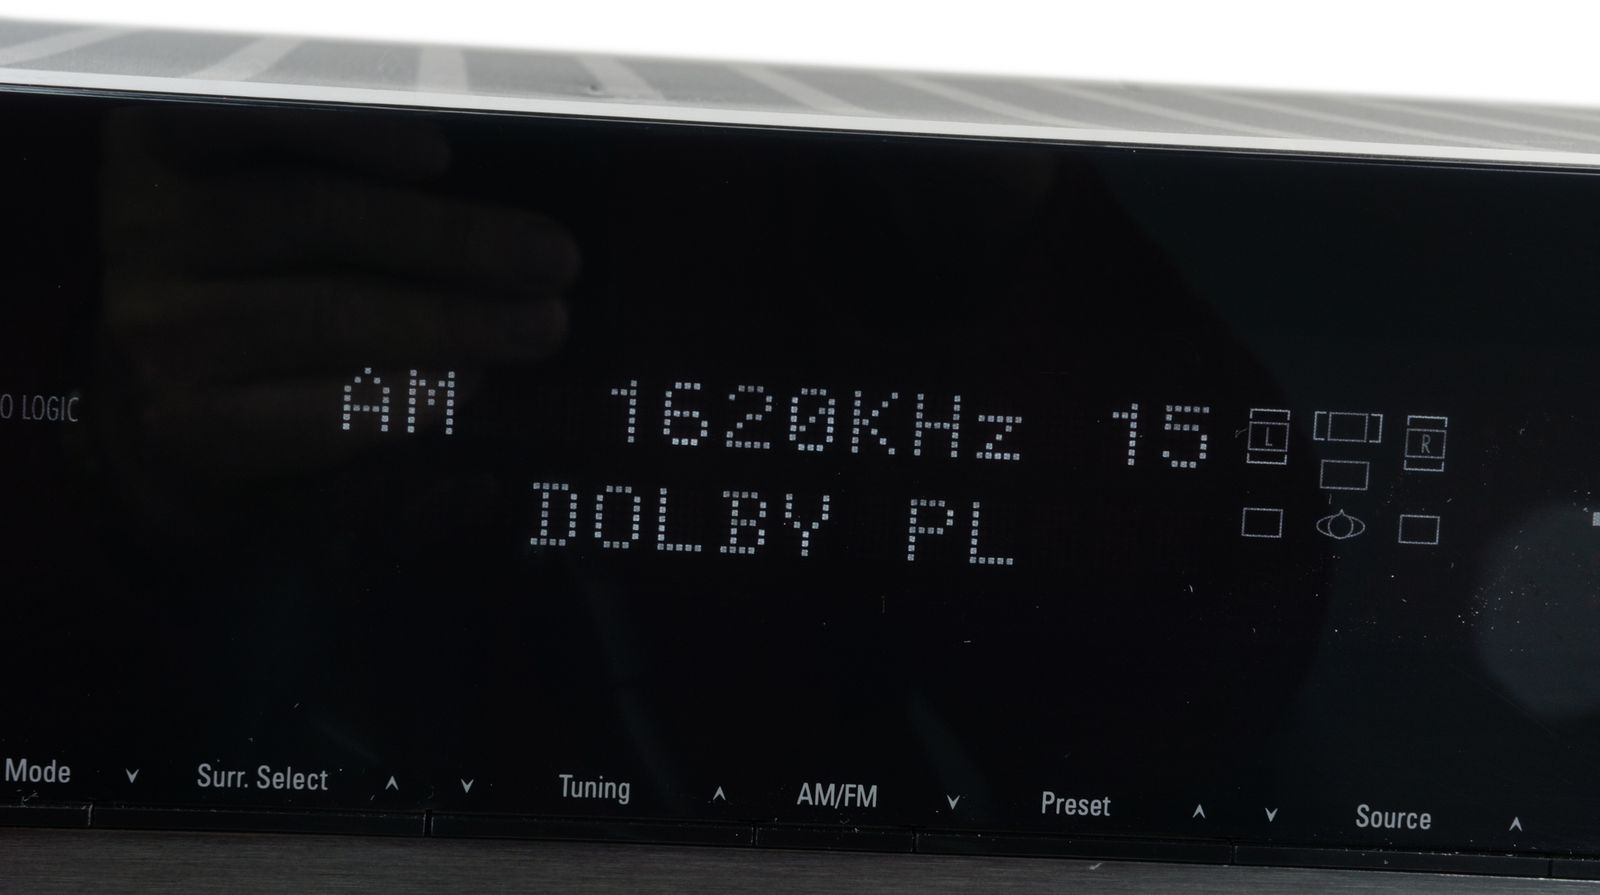 O LOGIC
AM 1620KHz 15
L R
DOLBY PL
Mode Surr. Select Tuning AM/FM Preset Source